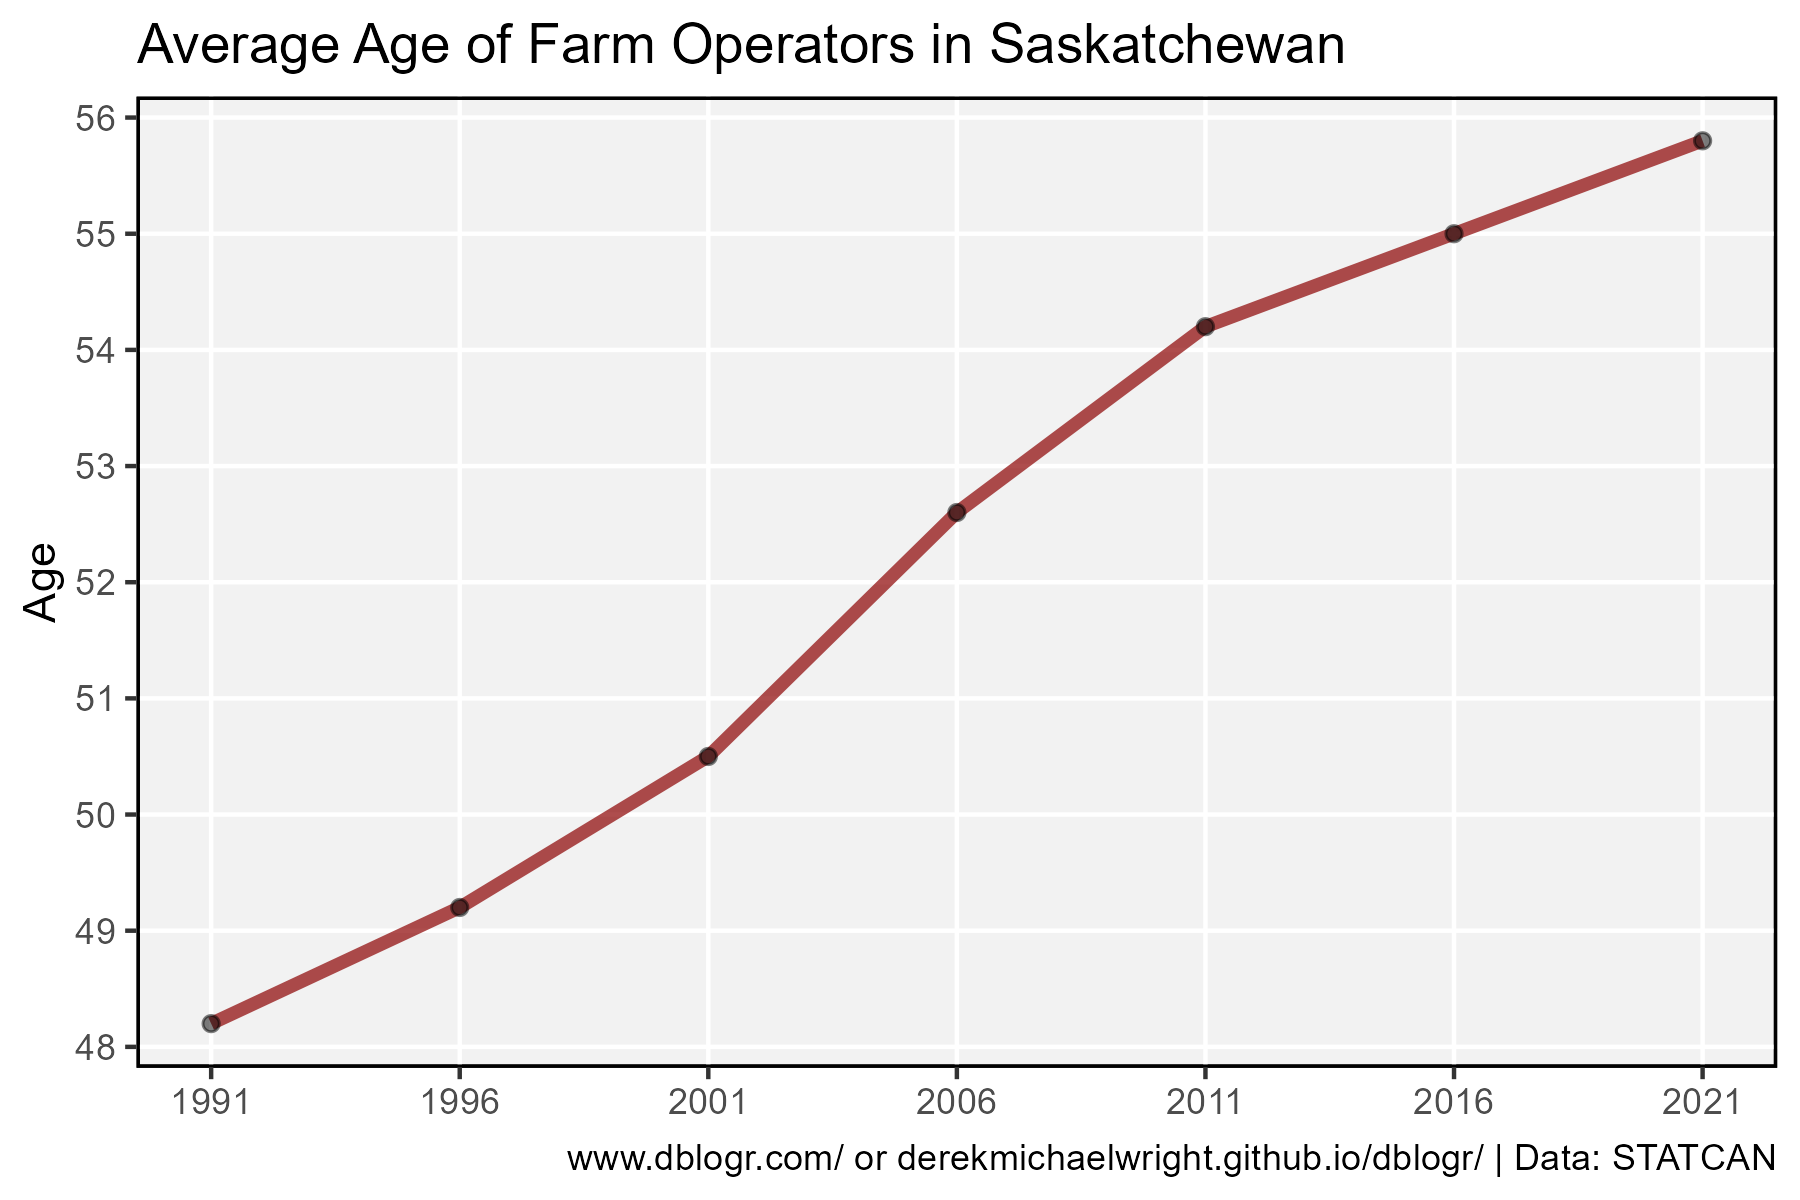 Average Age of Farm Operators in Saskatchewan
56
55
54
53
52
51
50
49
48
Age
1991 1996 2001 2006 2011 2016 2021
www.dblogr.com/ or derekmichaelwright.github.io/dblogr/ | Data: STATCAN